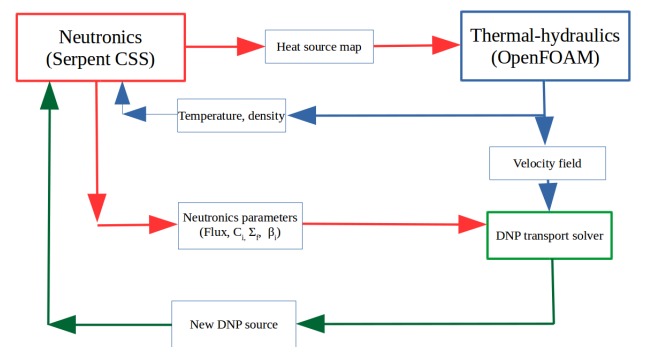 Neutronics
(Serpent CSS)
Heat source map
Thermal-hydraulics
(OpenFOAM)
Temperature, density
Velocity field
Neutronics parameters
(Flux, Ci, Σf, βi)
DNP transport solver
New DNP source